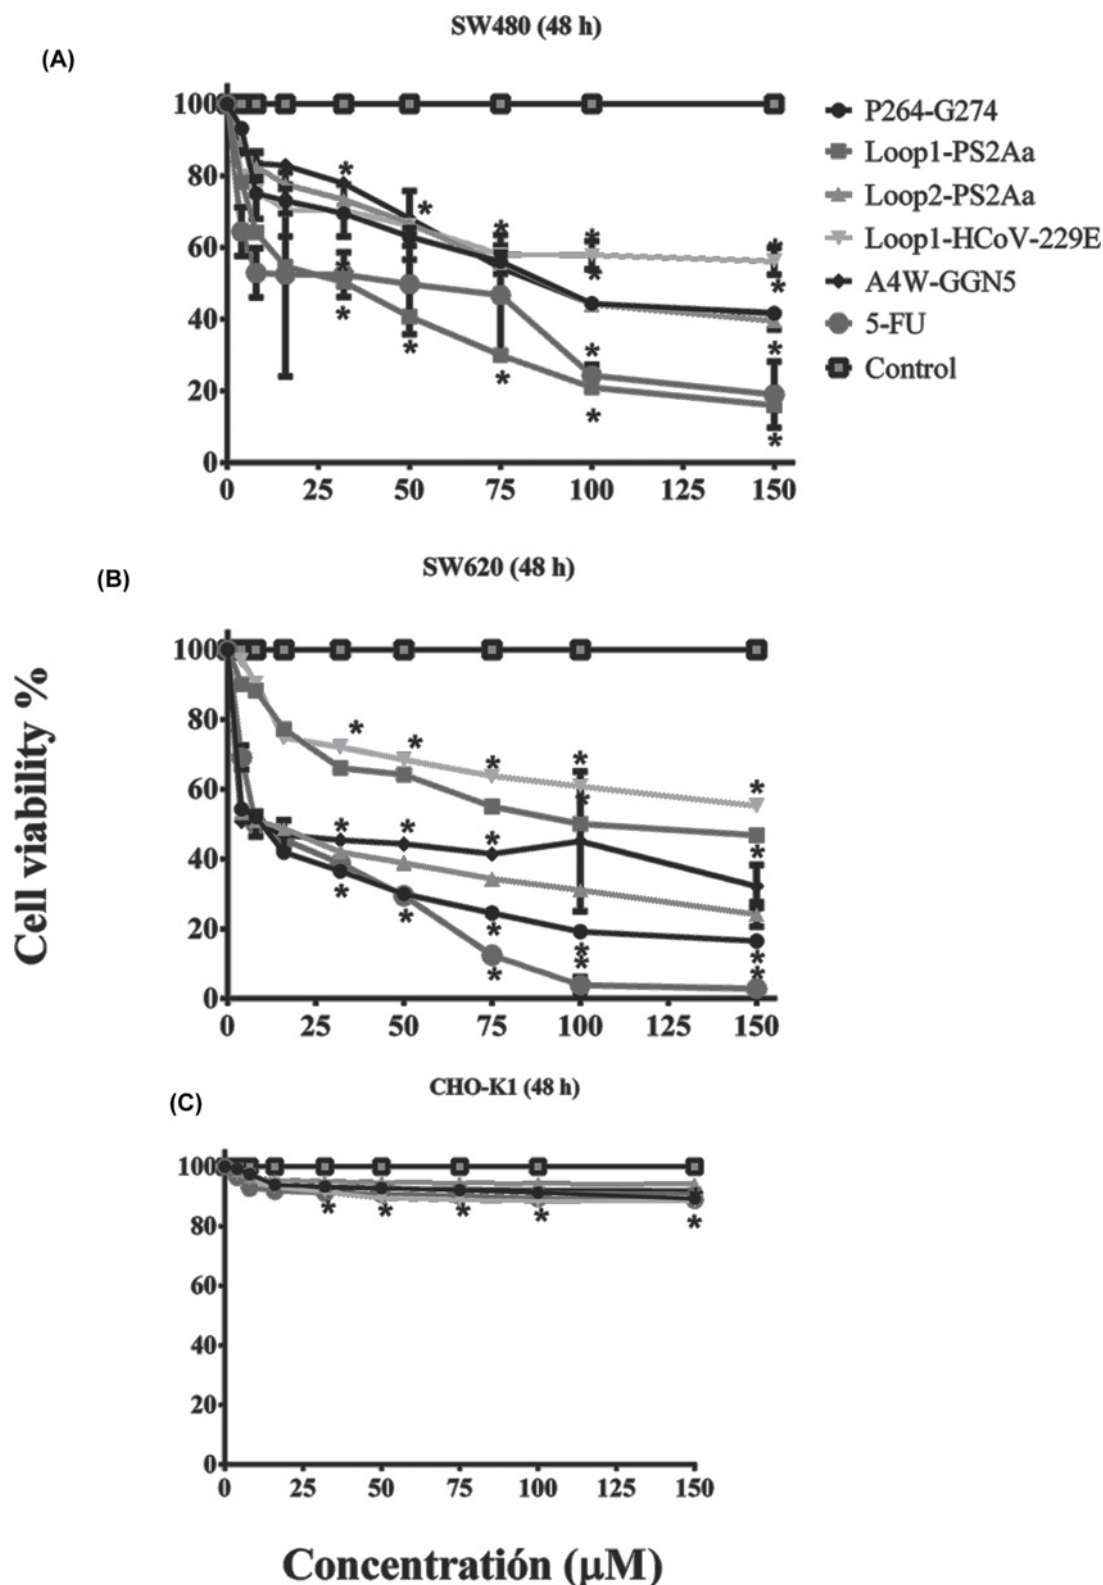 SW480 (48 h)
(A)
100
80
60
40
20
0
0 25 50 75 100 125 150
P264-G274
Loop1-PS2Aa
Loop2-PS2Aa
Loop1-HCoV-229E
A4W-GGN5
5-FU
Control
SW620 (48 h)
(B)
Cell viability %
100
80
60
40
20
0
0 25 50 75 100 125 150
CHO-K1 (48 h)
(C)
100
80
60
40
20
0
0 25 50 75 100 125 150
Concentratión (μM)